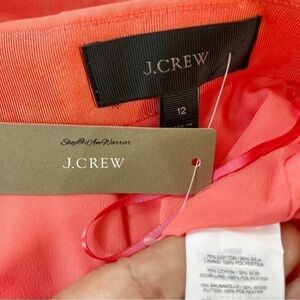 J.CREW
12
ShopOhiAmWarrior
J.CREW
70% COTTON / 30% SILK
LINING: 100% POLYESTER
70% COTON / 30% SOIE
DOUBLURE: 100% POLYESTER
70% BAUMWOLLE / 30% SEIDE
FUTTER: 100% POLYESTER